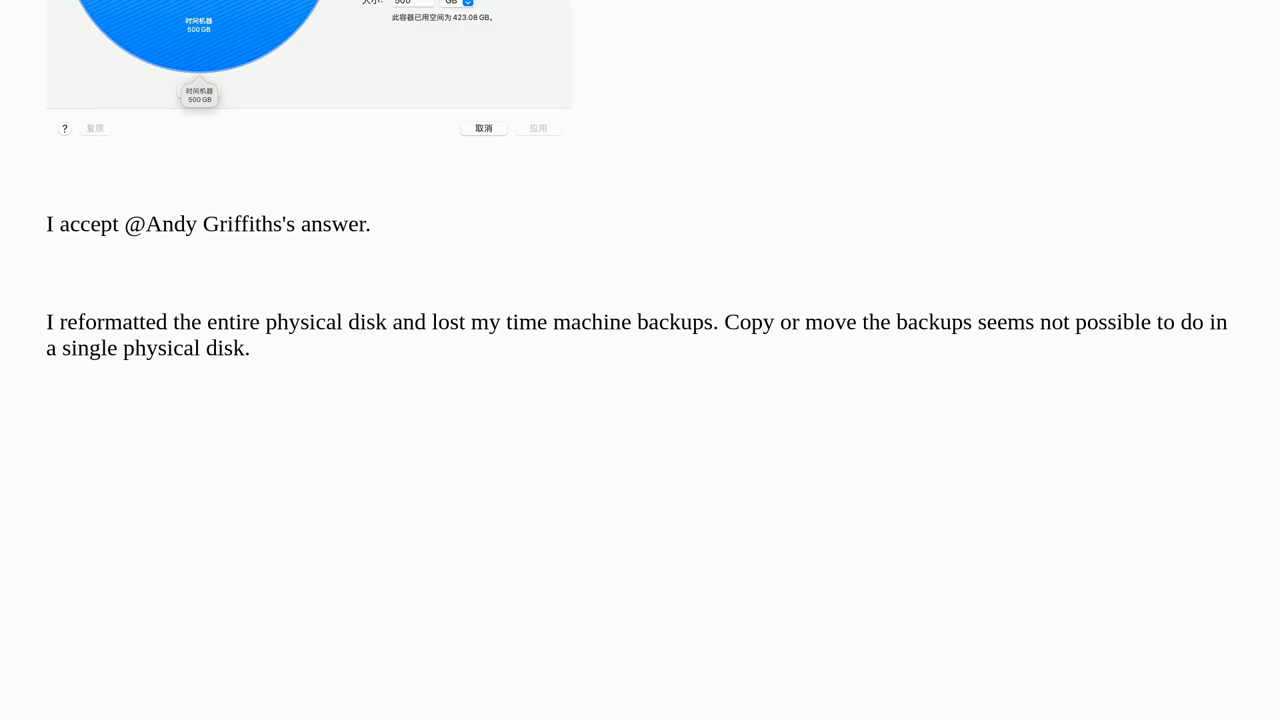 500 GB
此容器已用空间为 423.08 GB。
时间机器
500 GB
时间机器
500 GB
? 复原 取消 应用
I accept @Andy Griffiths's answer.
I reformatted the entire physical disk and lost my time machine backups. Copy or move the backups seems not possible to do in
a single physical disk.